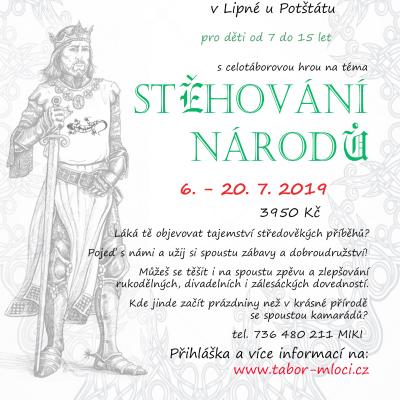 v Lipné u Potštátu
pro děti od 7 do 15 let
s celotáborovou hrou na téma
STĚHOVÁNÍ
NÁRODŮ
6. – 20. 7. 2019
3950 Kč
Láká tě objevovat tajemství středověkých příběhů?
Pojeď s námi a užij si spoustu zábavy a dobrodružství!
Můžeš se těšit i na spoustu zpěvu a zlepšování
rukodělných, divadelních i zálesáckých dovedností.
Kde jinde začít prázdniny než v krásné přírodě
se spoustou kamarádů?
tel. 736 480 211 MIKI
Přihláška a více informací na:
www.tabor-mloci.cz